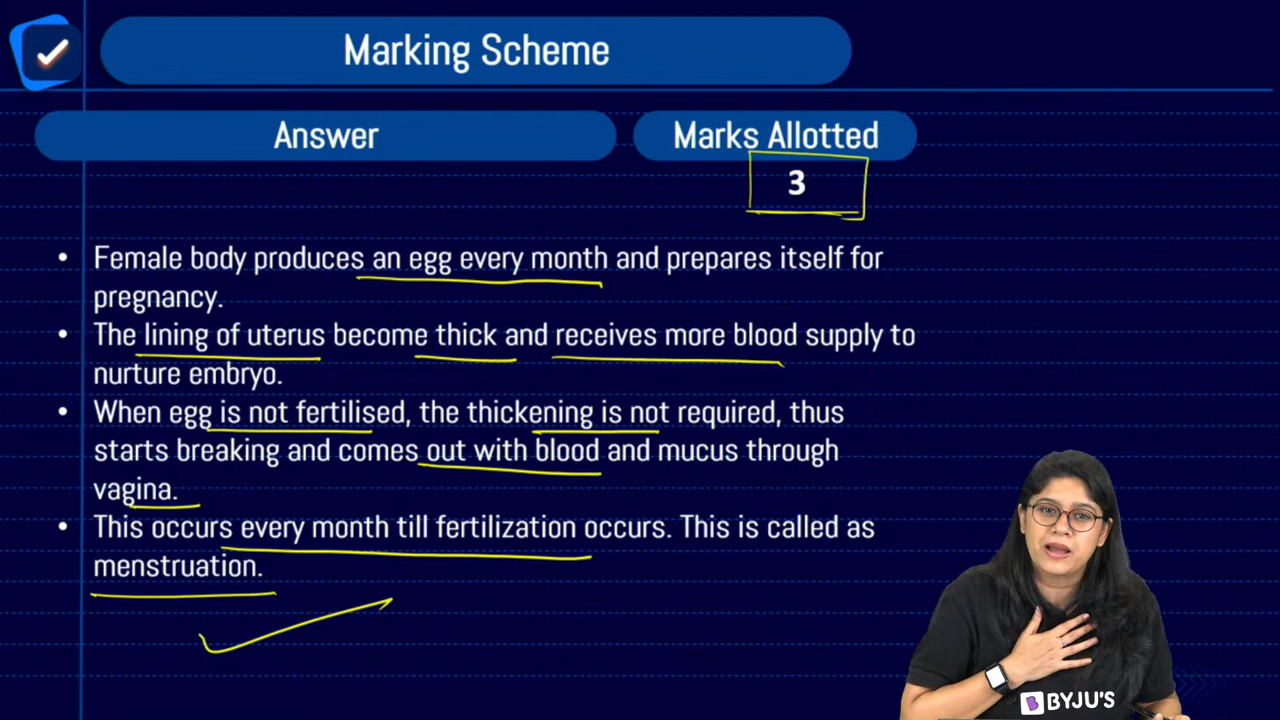 Marking Scheme
Answer
Marks Allotted
3
• Female body produces an egg every month and prepares itself for
pregnancy.
• The lining of uterus become thick and receives more blood supply to
nurture embryo.
• When egg is not fertilised, the thickening is not required, thus
starts breaking and comes out with blood and mucus through
vagina.
• This occurs every month till fertilization occurs. This is called as
menstruation.
BYJU'S